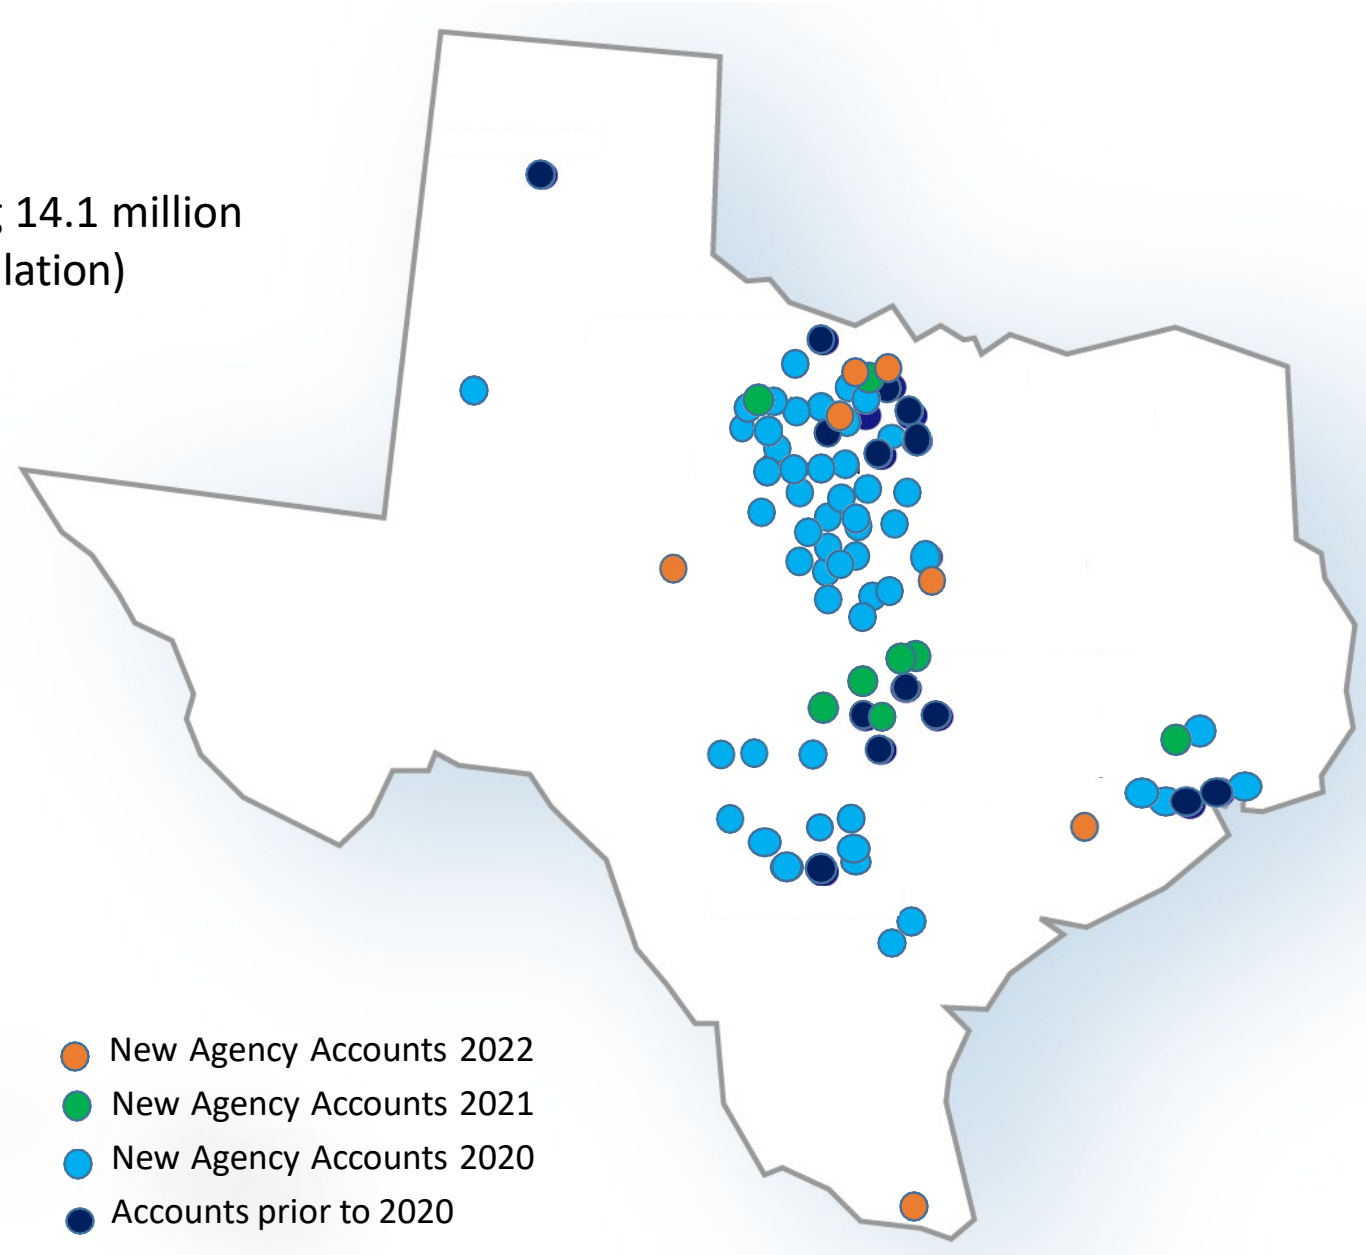 14.1 million
lation)
New Agency Accounts 2022
New Agency Accounts 2021
New Agency Accounts 2020
Accounts prior to 2020